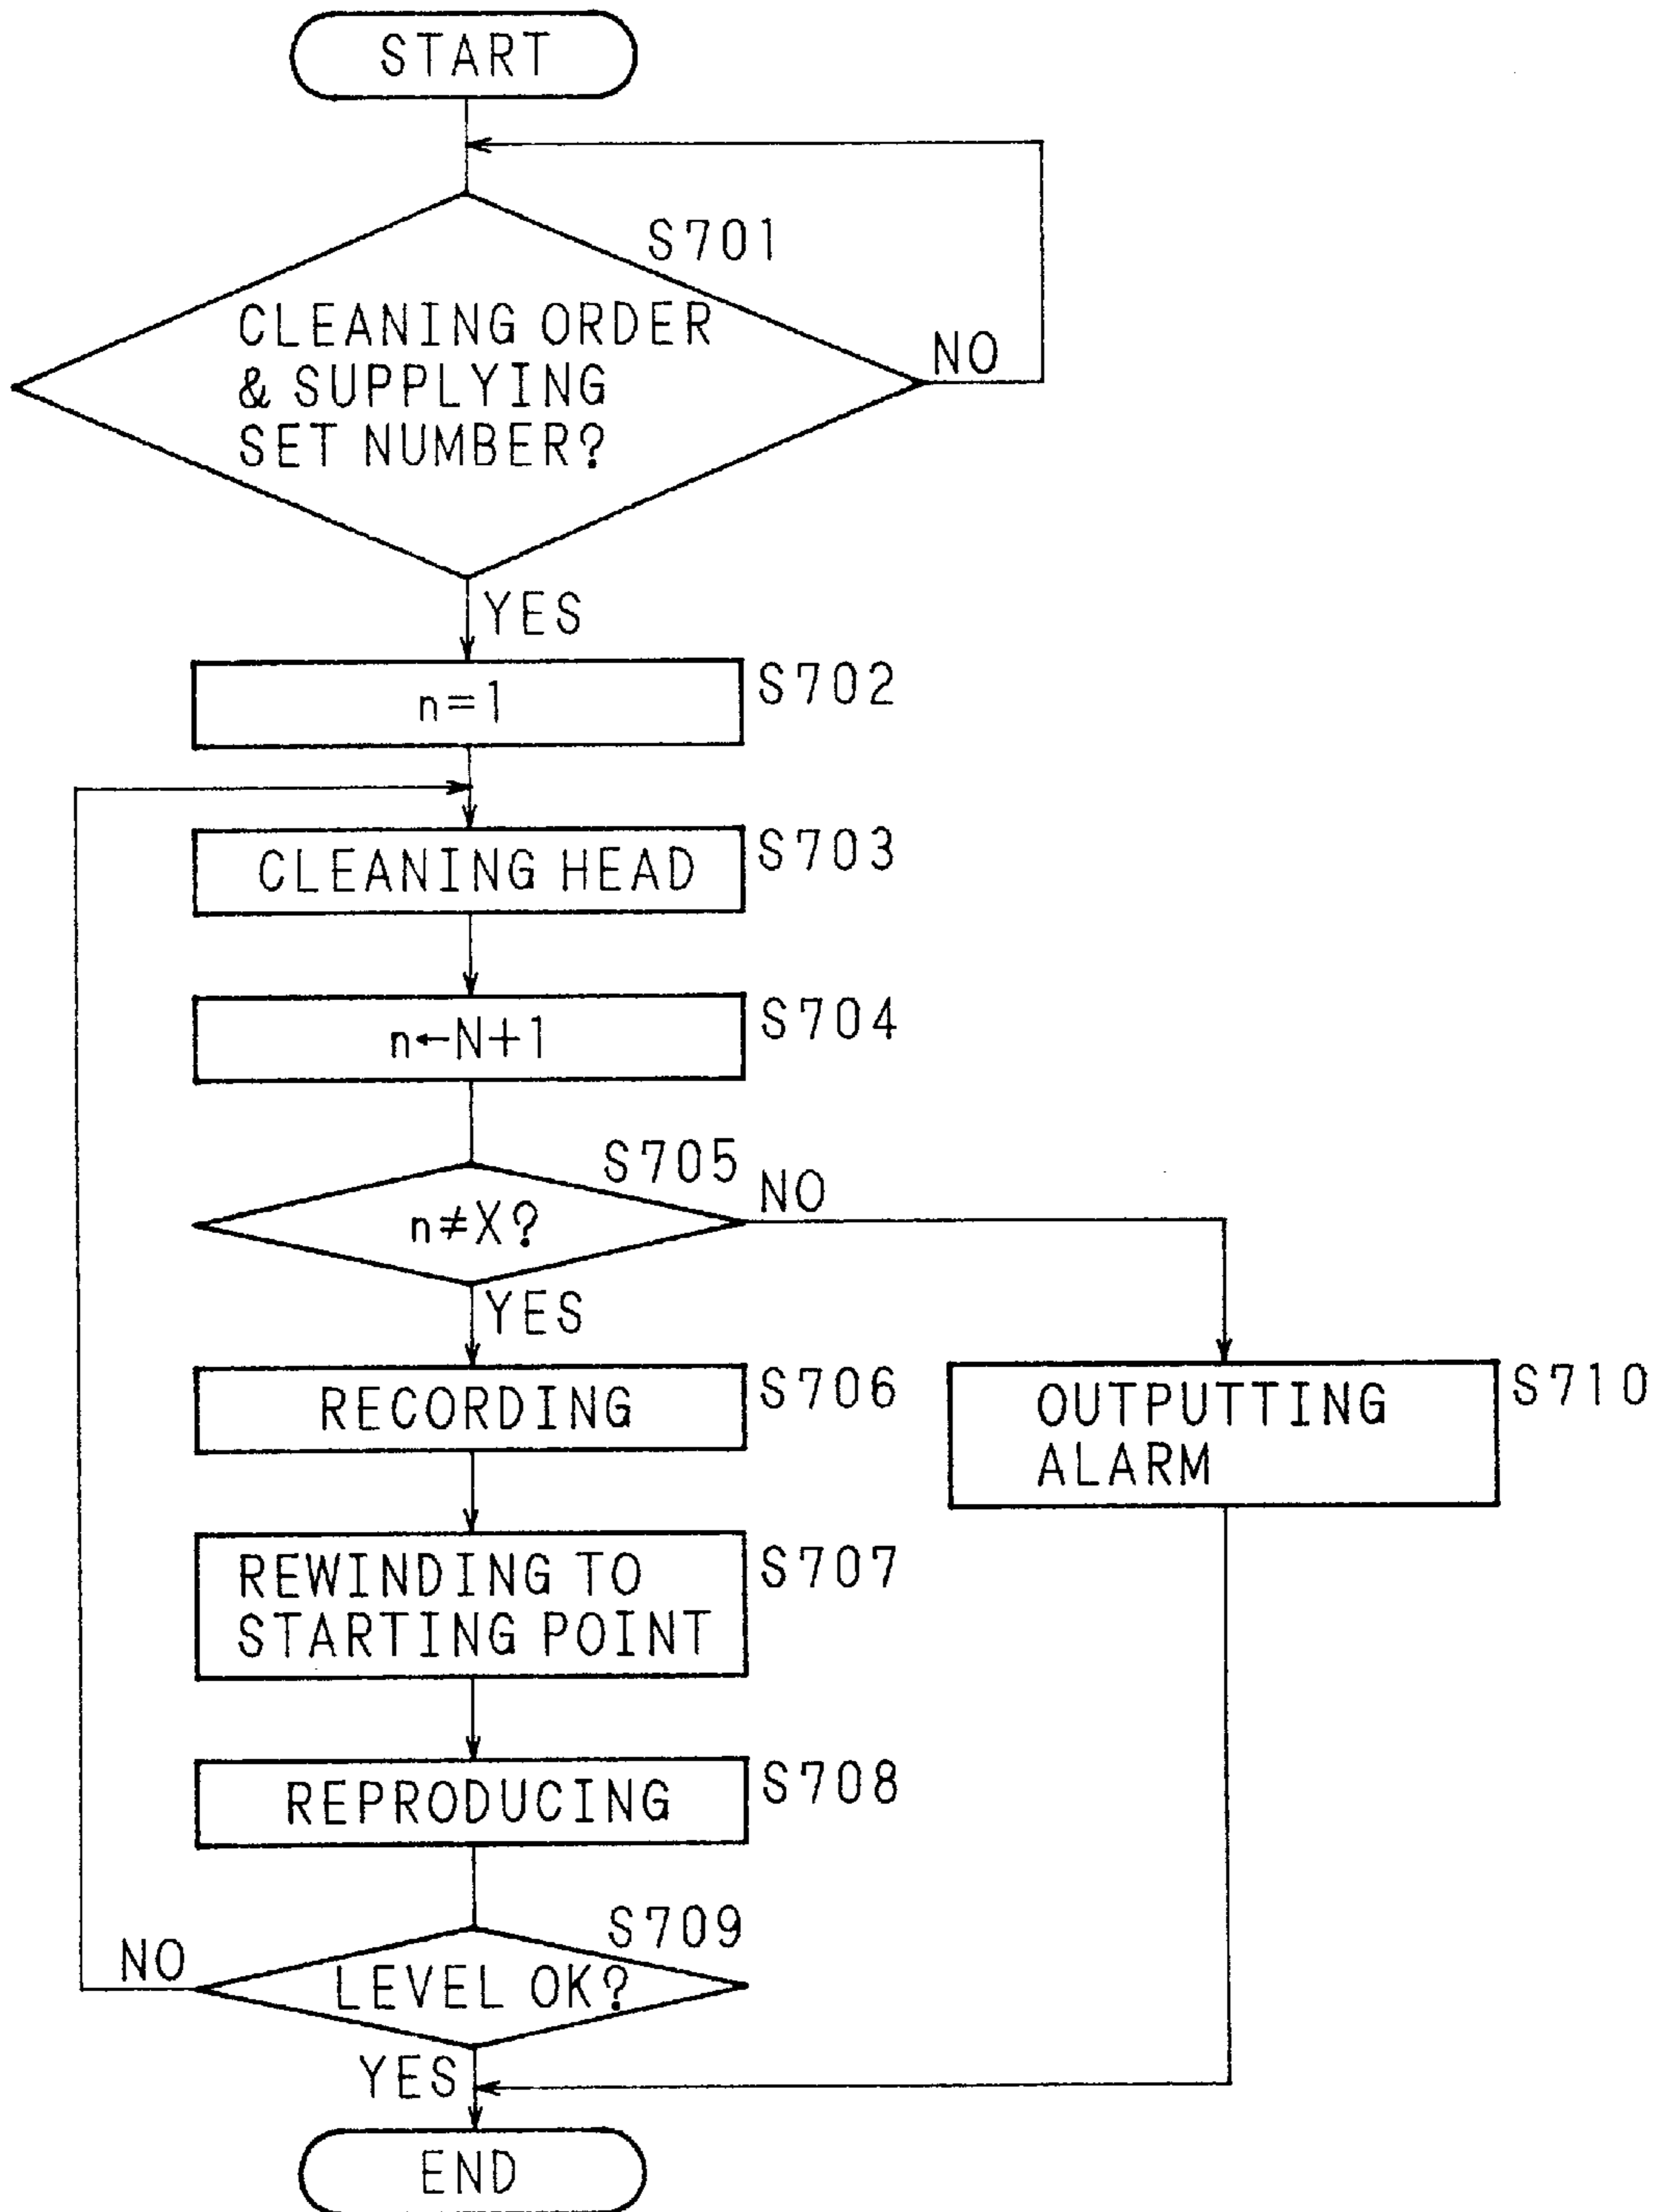 START
S701
CLEANING ORDER
& SUPPLYING
SET NUMBER?
NO
YES
n=1
S702
CLEANING HEAD
S703
n←N+1
S704
S705
n≠X?
NO
YES
RECORDING
S706
OUTPUTTING
ALARM
S710
REWINDING TO
STARTING POINT
S707
REPRODUCING
S708
S709
NO
LEVEL OK?
YES
END